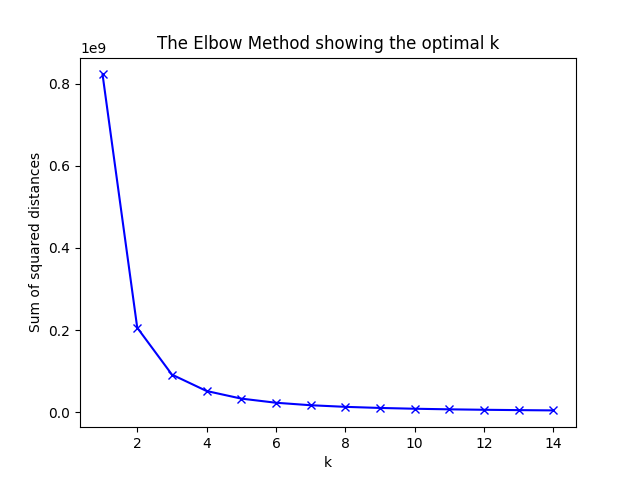 The Elbow Method showing the optimal k
1e9
0.8
0.6
0.4
0.2
0.0
Sum of squared distances
2 4 6 8 10 12 14
k